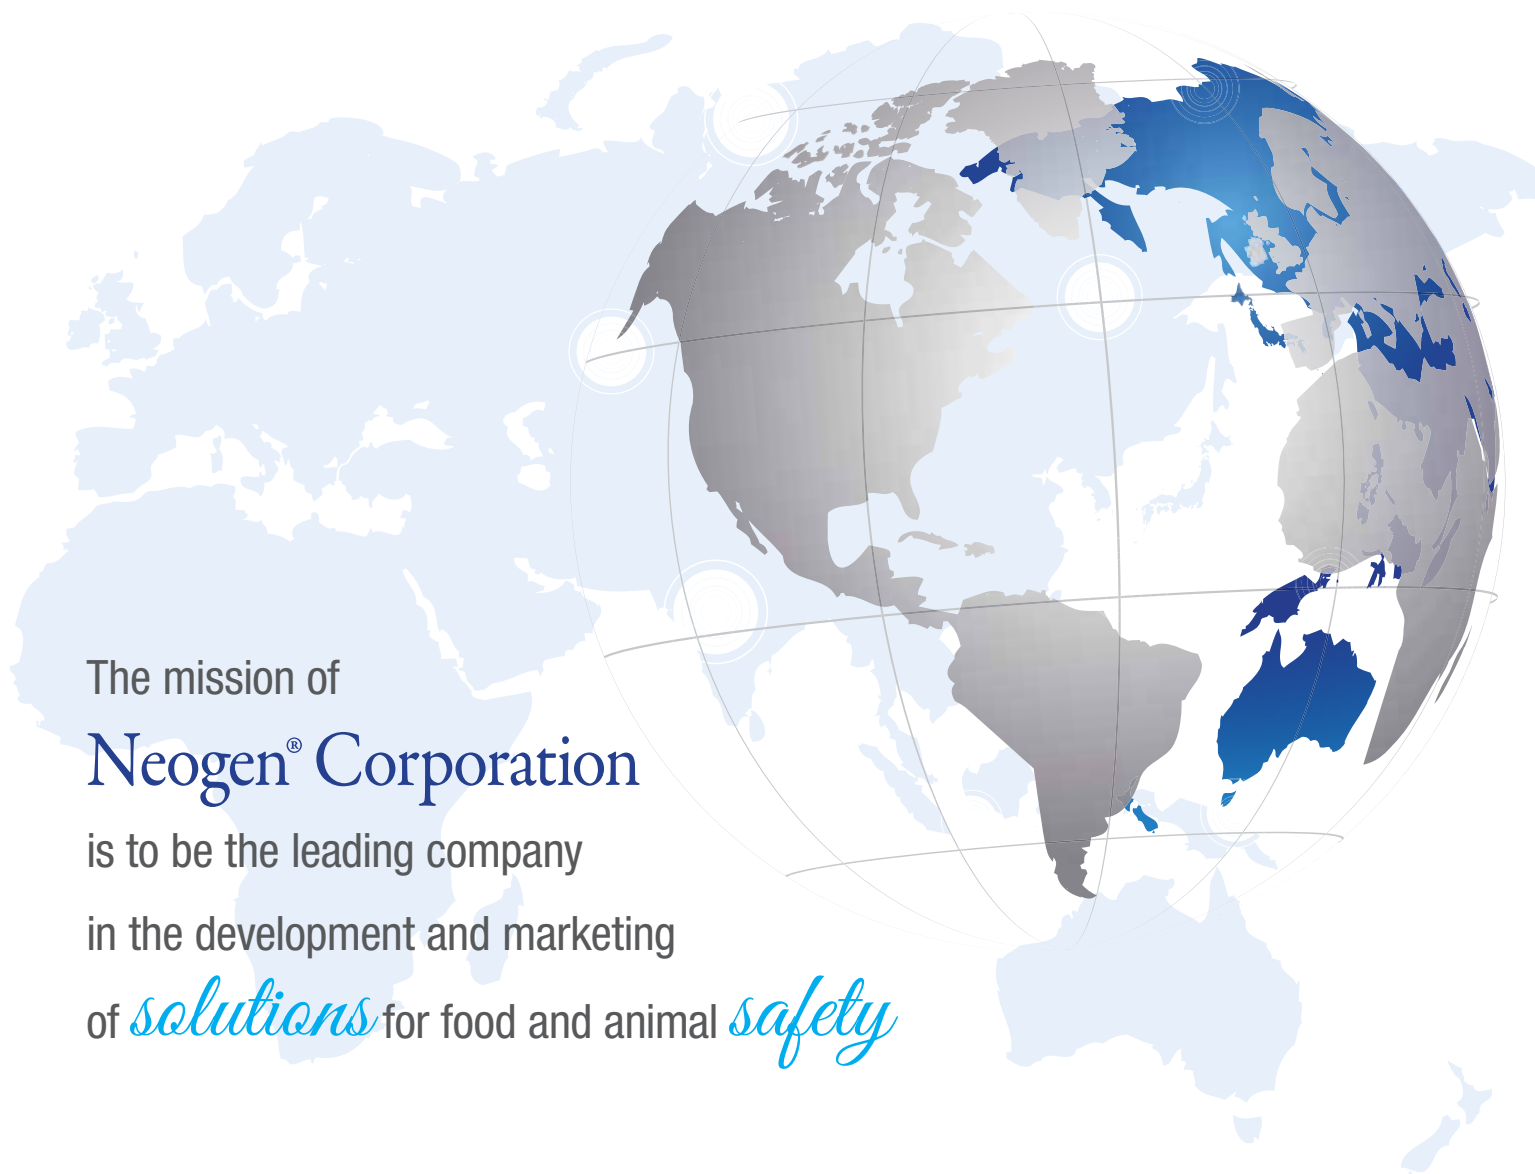 The mission of
Neogen® Corporation
is to be the leading company
in the development and marketing
of solutions for food and animal safety